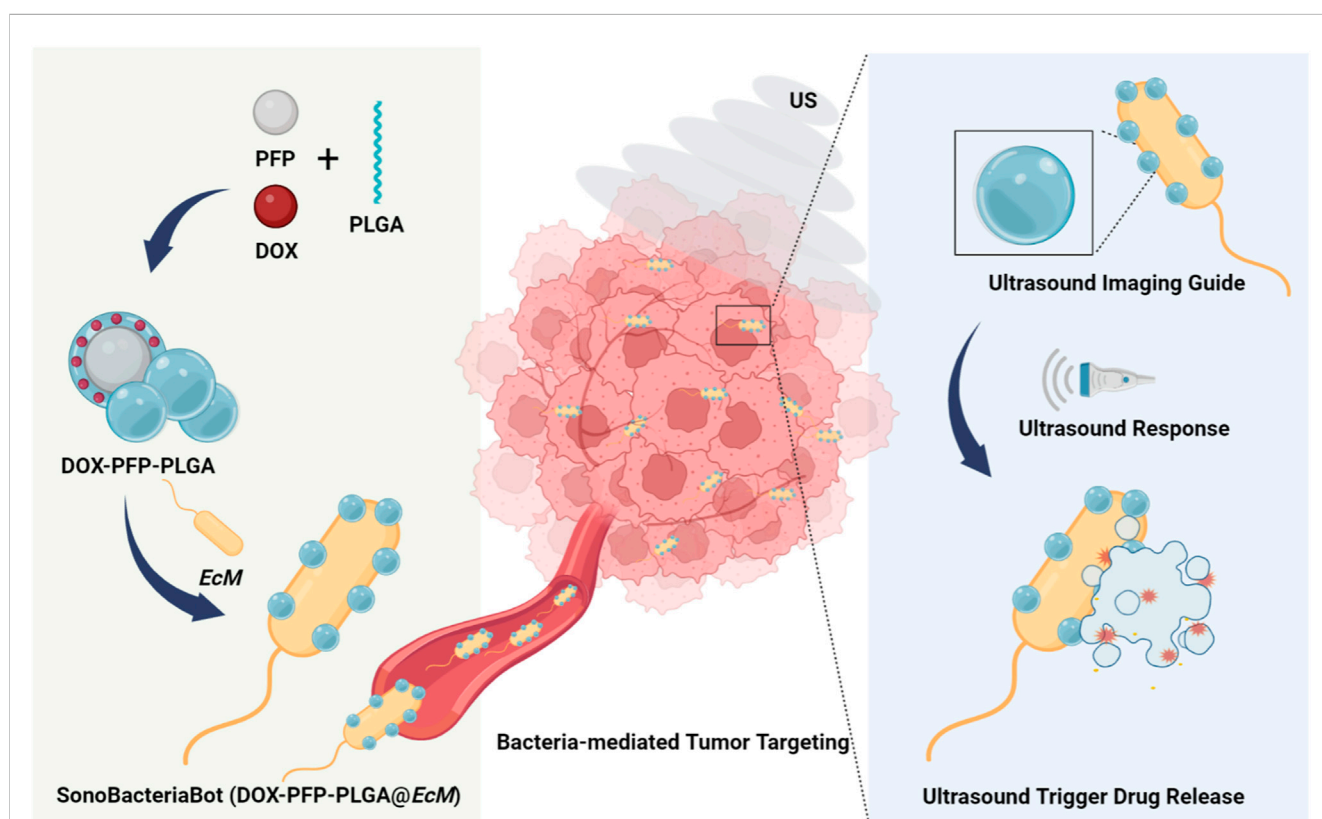 PFP
+
PLGA
DOX
DOX-PFP-PLGA
EcM
SonoBacteriaBot (DOX-PFP-PLGA@EcM)
US
Bacteria-mediated Tumor Targeting
Ultrasound Imaging Guide
Ultrasound Response
Ultrasound Trigger Drug Release